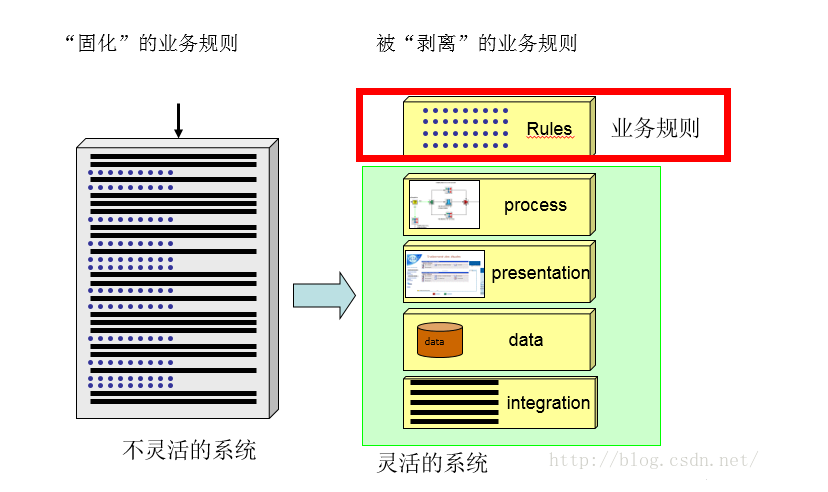 “固化”的业务规则
被“剥离”的业务规则
Rules
业务规则
process
presentation
data
data
integration
不灵活的系统
灵活的系统
http://blog.csdn.net/